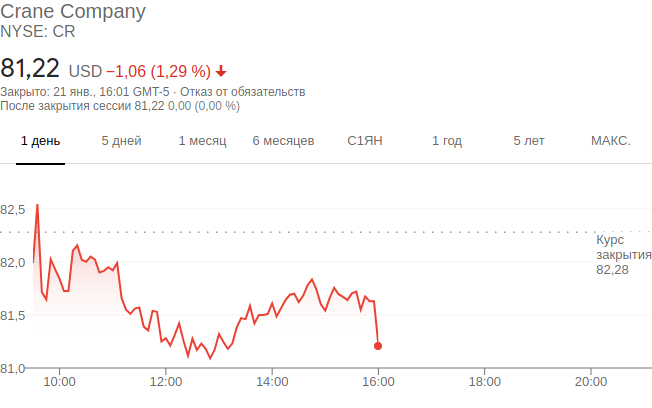 Crane Company
NYSE: CR
81,22 USD −1,06 (1,29 %)
Закрыто: 21 янв., 16:01 GMT-5 · Отказ от обязательств
После закрытия сессии 81,22 0,00 (0,00 %)
1 день 5 дней 1 месяц 6 месяцев С1ЯН 1 год 5 лет МАКС.
82,5
Курс
закрытия
82,28
82,0
81,5
81,0
10:00 12:00 14:00 16:00 18:00 20:00